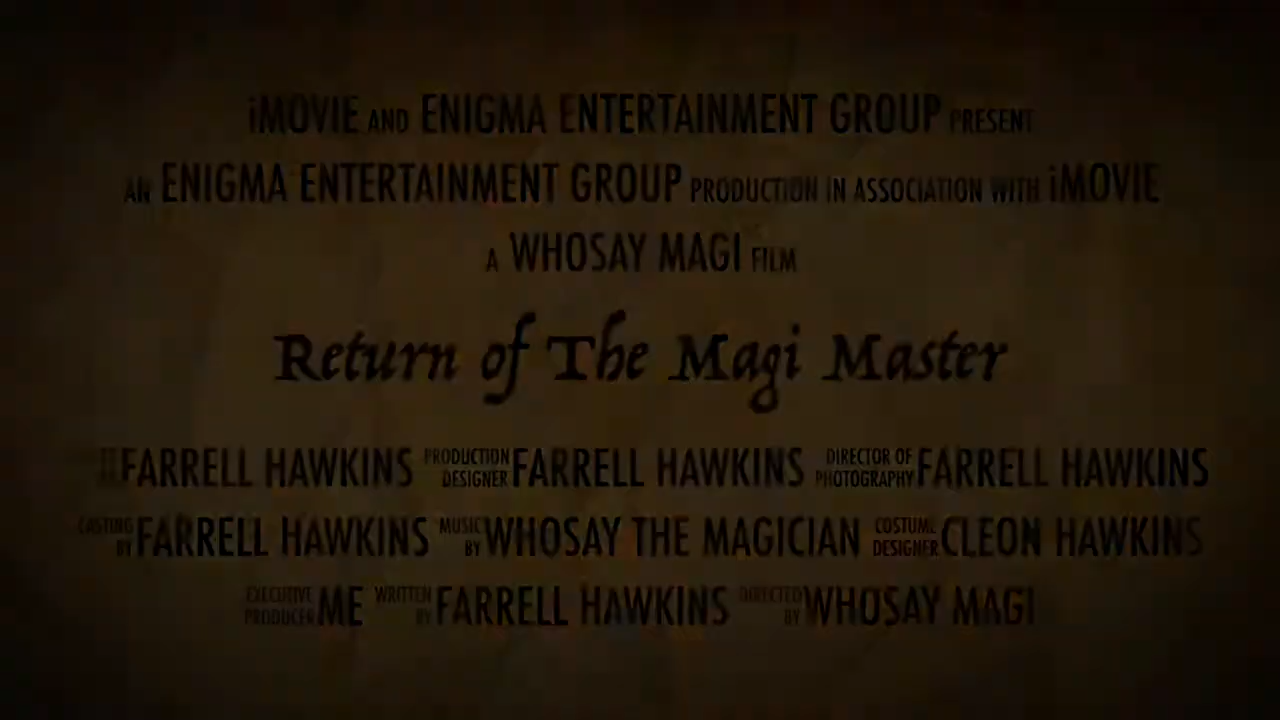 iMOVIE AND ENIGMA ENTERTAINMENT GROUP PRESENT
AN ENIGMA ENTERTAINMENT GROUP PRODUCTION IN ASSOCIATION WITH iMOVIE
A WHOSAY MAGI FILM
Return of The Magi Master
FARRELL HAWKINS PRODUCTION DESIGNER FARRELL HAWKINS DIRECTOR OF PHOTOGRAPHY FARRELL HAWKINS
CASTING BY FARRELL HAWKINS MUSIC BY WHOSAY THE MAGICIAN COSTUME DESIGNER CLEON HAWKINS
EXECUTIVE PRODUCER ME WRITTEN BY FARRELL HAWKINS DIRECTED BY WHOSAY MAGI